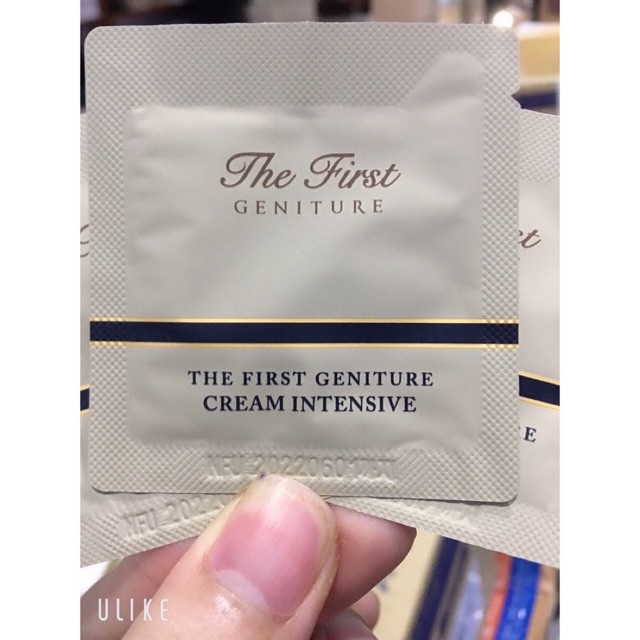 The First
GENITURE
THE FIRST GENITURE
CREAM INTENSIVE
ULIKE